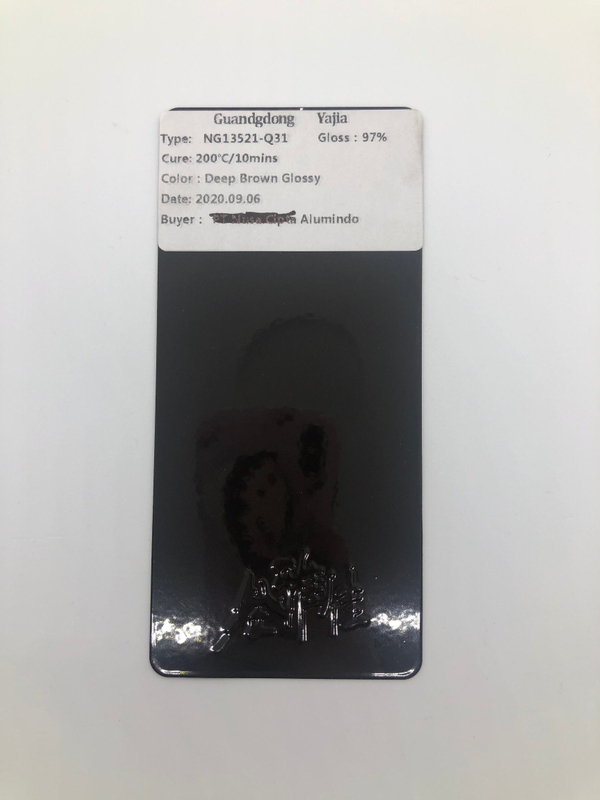 Guandgdong Yajia
Type: NG13521-Q31 Gloss : 97%
Cure: 200℃/10mins
Color : Deep Brown Glossy
Date: 2020.09.06
Buyer : Alumindo